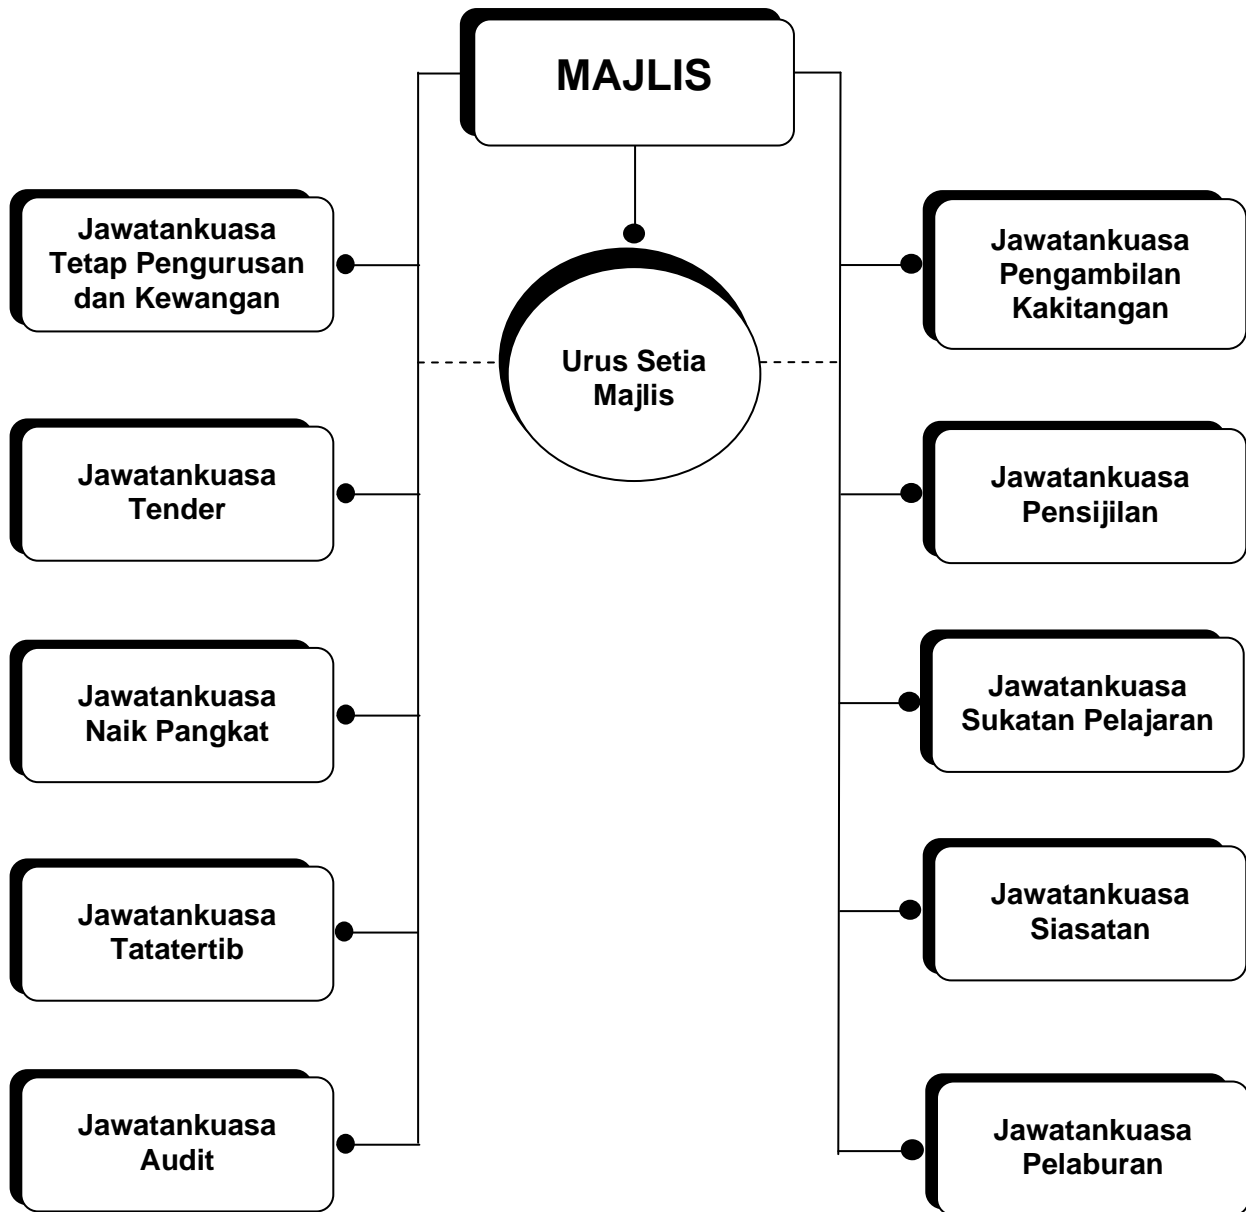 MAJLIS
Jawatankuasa
Tetap Pengurusan
dan Kewangan
Jawatankuasa
Pengambilan
Kakitangan
Urus Setia
Majlis
Jawatankuasa
Tender
Jawatankuasa
Pensijilan
Jawatankuasa
Naik Pangkat
Jawatankuasa
Sukatan Pelajaran
Jawatankuasa
Tatatertib
Jawatankuasa
Siasatan
Jawatankuasa
Audit
Jawatankuasa
Pelaburan